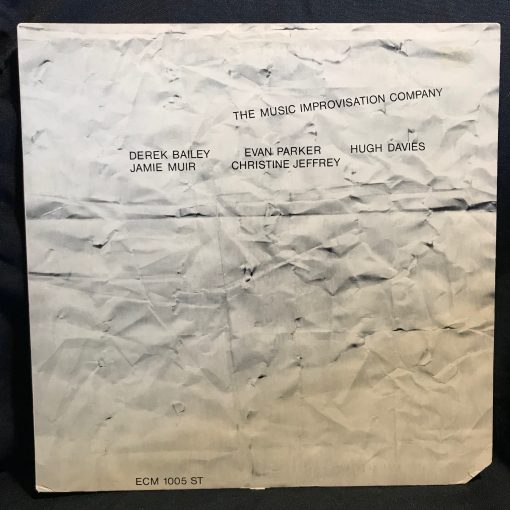 THE MUSIC IMPROVISATION COMPANY
DEREK BAILEY EVAN PARKER HUGH DAVIES
JAMIE MUIR CHRISTINE JEFFREY
ECM 1005 ST